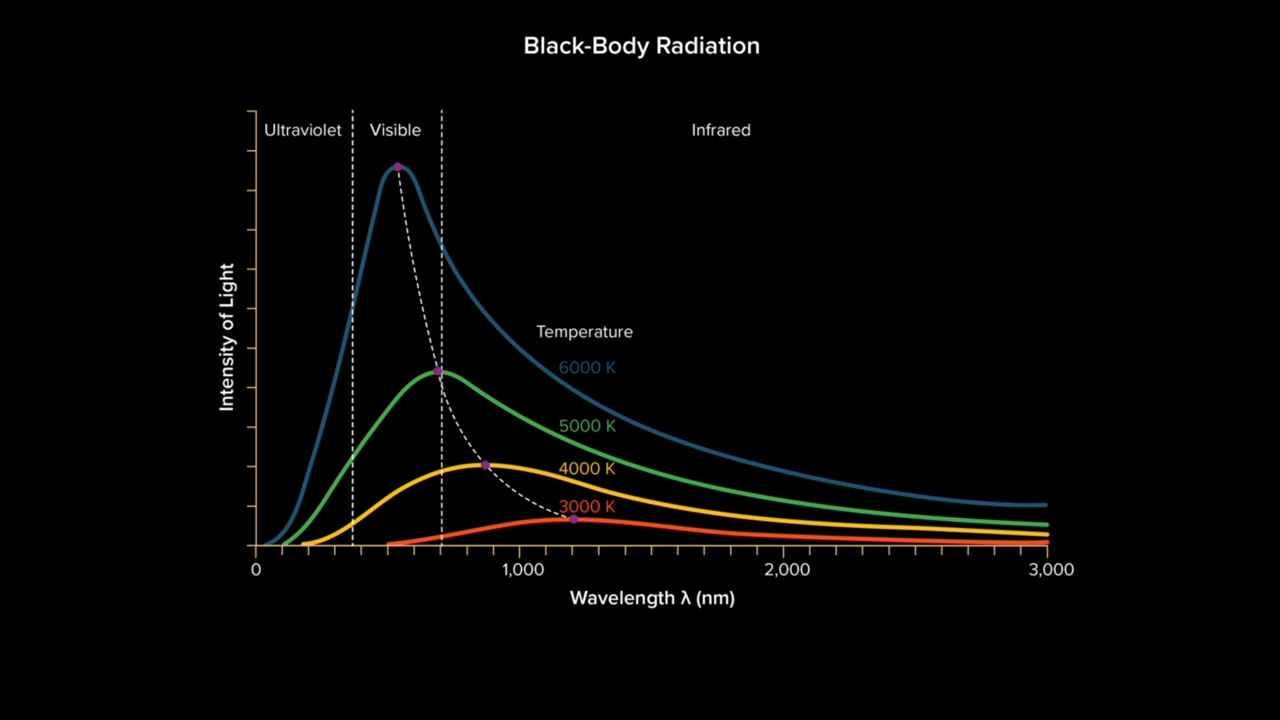 Black-Body Radiation
Ultraviolet
Visible
Infrared
Intensity of Light
Temperature
6000 K
5000 K
4000 K
3000 K
0
1,000
2,000
3,000
Wavelength λ (nm)